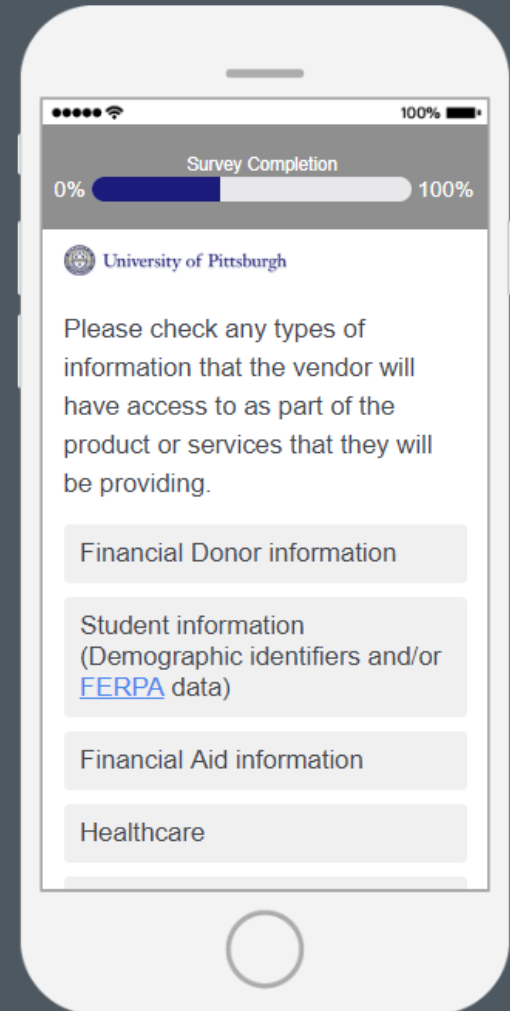 100%
Survey Completion
0% 100%
University of Pittsburgh
Please check any types of
information that the vendor will
have access to as part of the
product or services that they will
be providing.
Financial Donor information
Student information
(Demographic identifiers and/or
FERPA data)
Financial Aid information
Healthcare